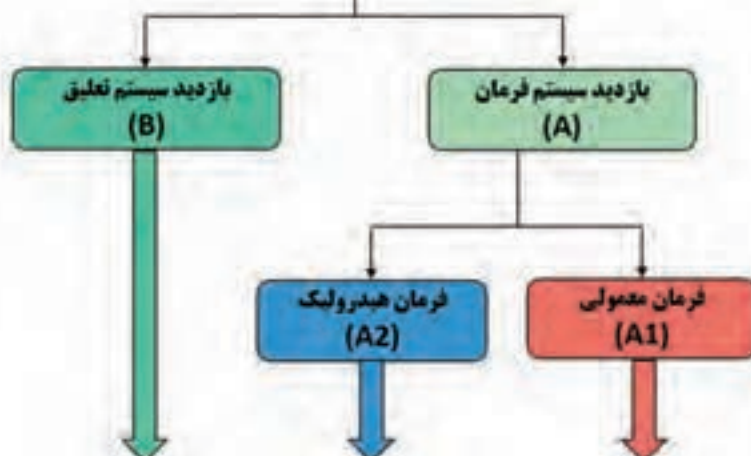 بازدید سیستم فرمان
(A)
بازدید سیستم تعلیق
(B)
فرمان معمولی
(A1)
فرمان هیدرولیک
(A2)